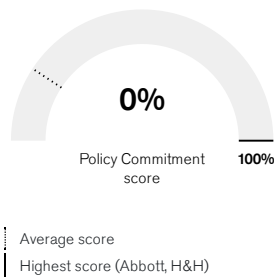 0%
Policy Commitment
score
100%
Average score
Highest score (Abbott, H&H)